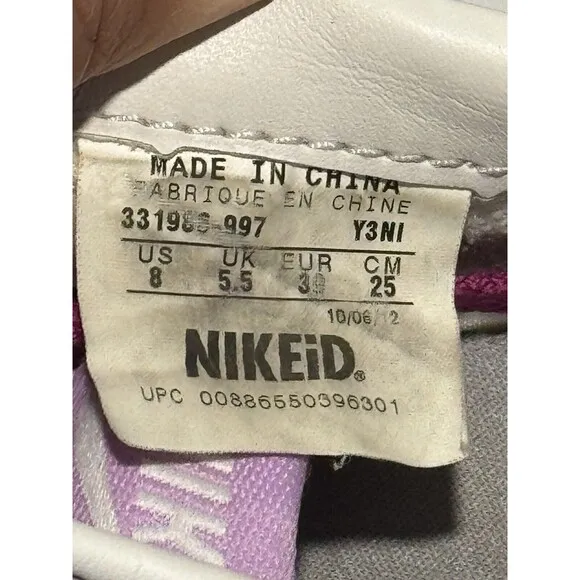 MADE IN CHINA
FABRIQUE EN CHINE
Y3NI
US UK EUR CM
8 5.5 25
10/06/12
NIKEiD®
UPC 00886550396301
NIK